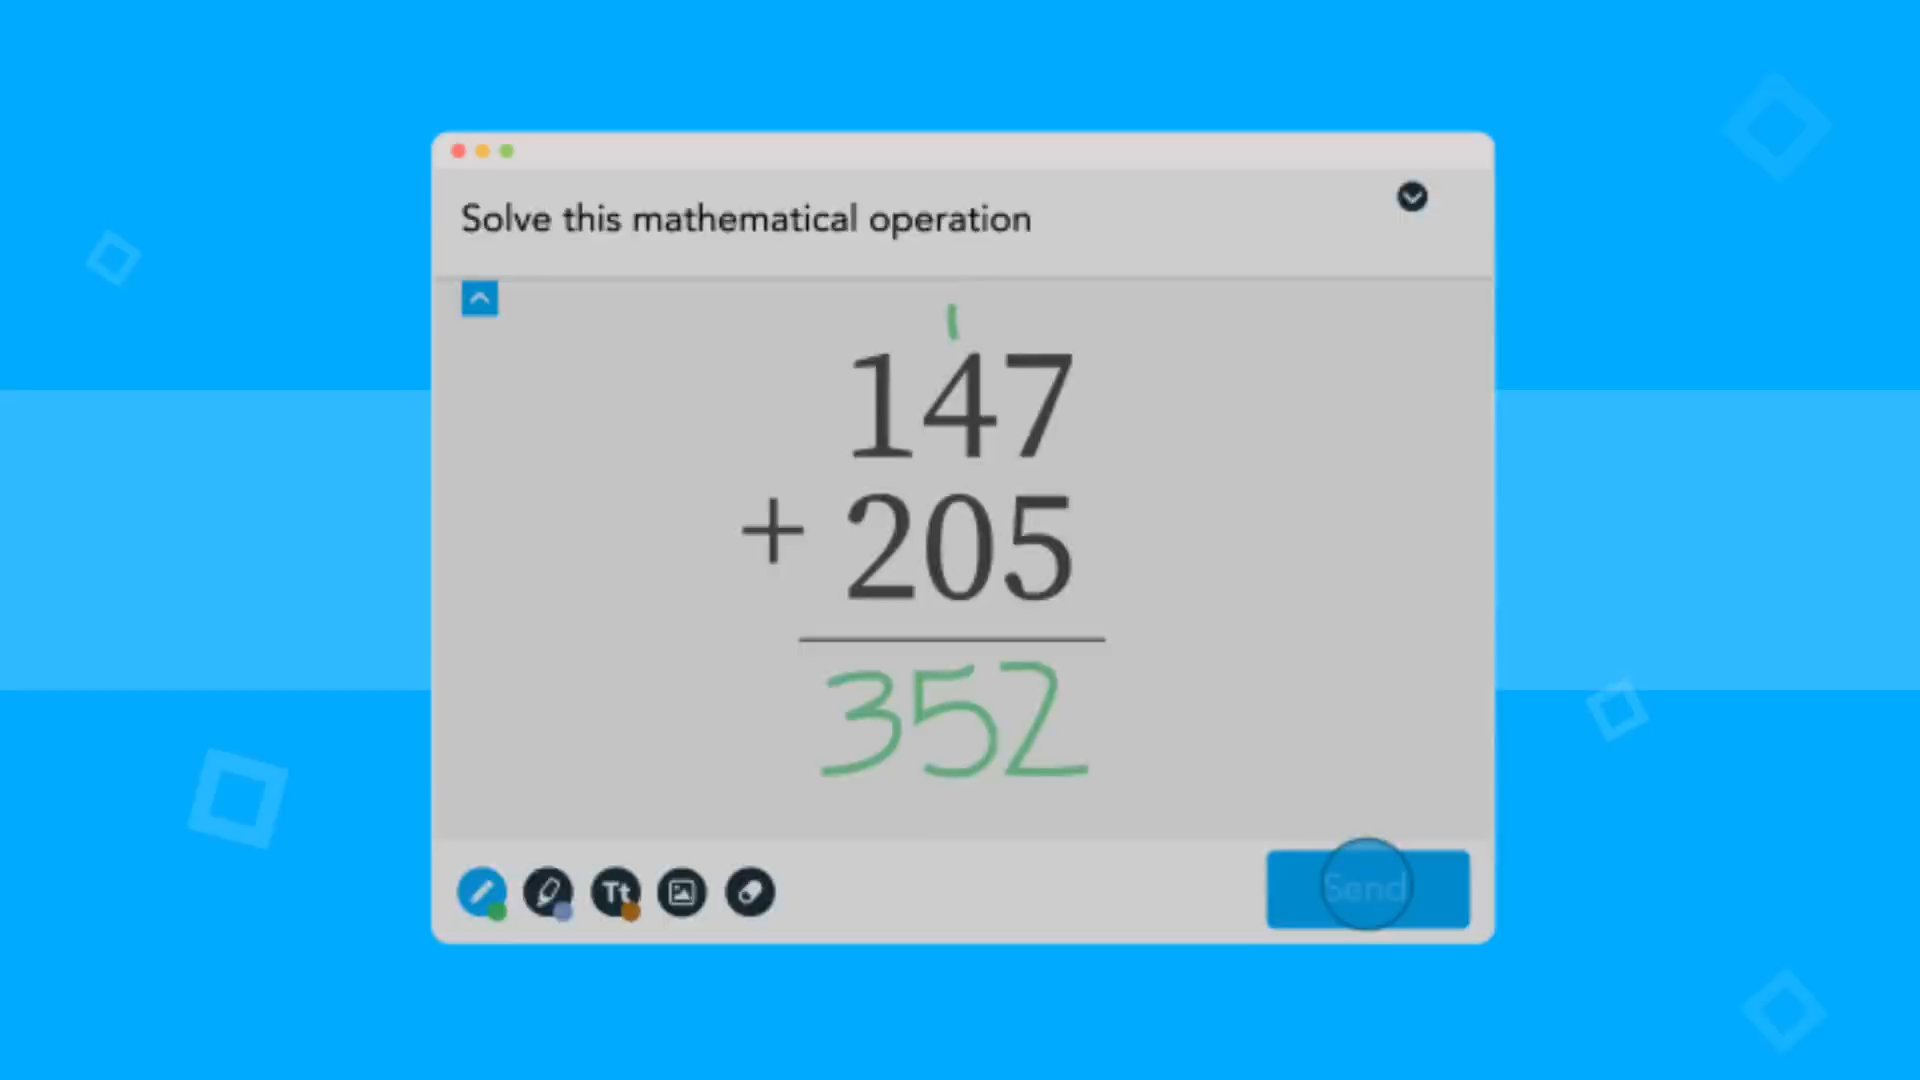 Solve this mathematical operation
1
147
+ 205
352
Tt
Send